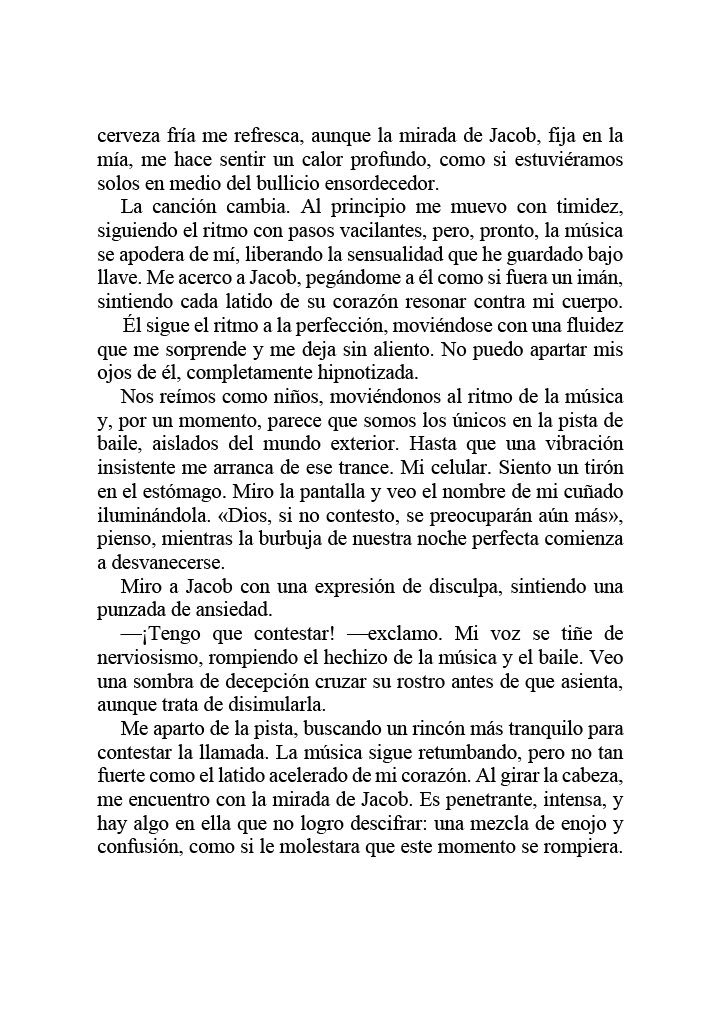 cerveza fría me refresca, aunque la mirada de Jacob, fija en la
mía, me hace sentir un calor profundo, como si estuviéramos
solos en medio del bullicio ensordecedor.
La canción cambia. Al principio me muevo con timidez,
siguiendo el ritmo con pasos vacilantes, pero, pronto, la música
se apodera de mí, liberando la sensualidad que he guardado bajo
llave. Me acerco a Jacob, pegándome a él como si fuera un imán,
sintiendo cada latido de su corazón resonar contra mi cuerpo.
Él sigue el ritmo a la perfección, moviéndose con una fluidez
que me sorprende y me deja sin aliento. No puedo apartar mis
ojos de él, completamente hipnotizada.
Nos reímos como niños, moviéndonos al ritmo de la música
y, por un momento, parece que somos los únicos en la pista de
baile, aislados del mundo exterior. Hasta que una vibración
insistente me arranca de ese trance. Mi celular. Siento un tirón
en el estómago. Miro la pantalla y veo el nombre de mi cuñado
iluminándola. «Dios, si no contesto, se preocuparán aún más»,
pienso, mientras la burbuja de nuestra noche perfecta comienza
a desvanecerse.
Miro a Jacob con una expresión de disculpa, sintiendo una
punzada de ansiedad.
—¡Tengo que contestar! —exclamo. Mi voz se tiñe de
nerviosismo, rompiendo el hechizo de la música y el baile. Veo
una sombra de decepción cruzar su rostro antes de que asienta,
aunque trata de disimularla.
Me aparto de la pista, buscando un rincón más tranquilo para
contestar la llamada. La música sigue retumbando, pero no tan
fuerte como el latido acelerado de mi corazón. Al girar la cabeza,
me encuentro con la mirada de Jacob. Es penetrante, intensa, y
hay algo en ella que no logro descifrar: una mezcla de enojo y
confusión, como si le molestara que este momento se rompiera.